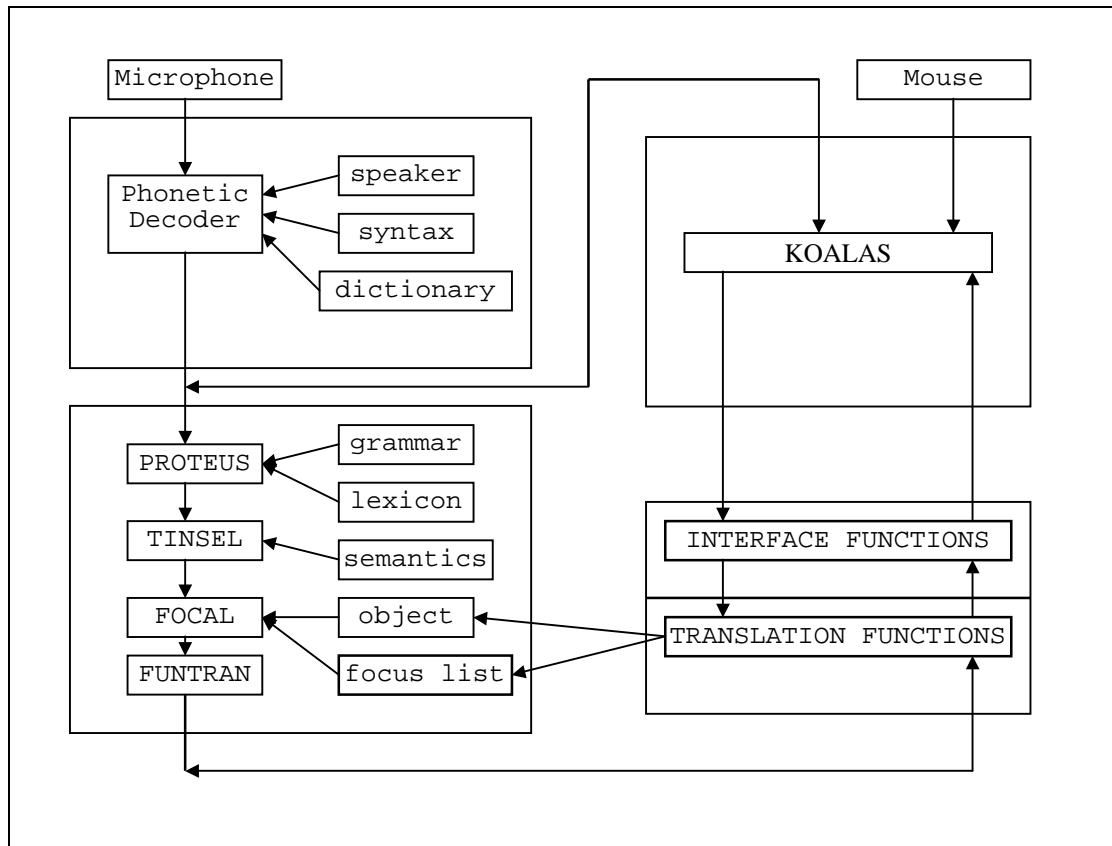 Microphone
Mouse
speaker
Phonetic
Decoder
syntax
dictionary
KOALAS
grammar
PROTEUS
lexicon
TINSEL
semantics
INTERFACE FUNCTIONS
FOCAL
object
TRANSLATION FUNCTIONS
FUNTRAN
focus list